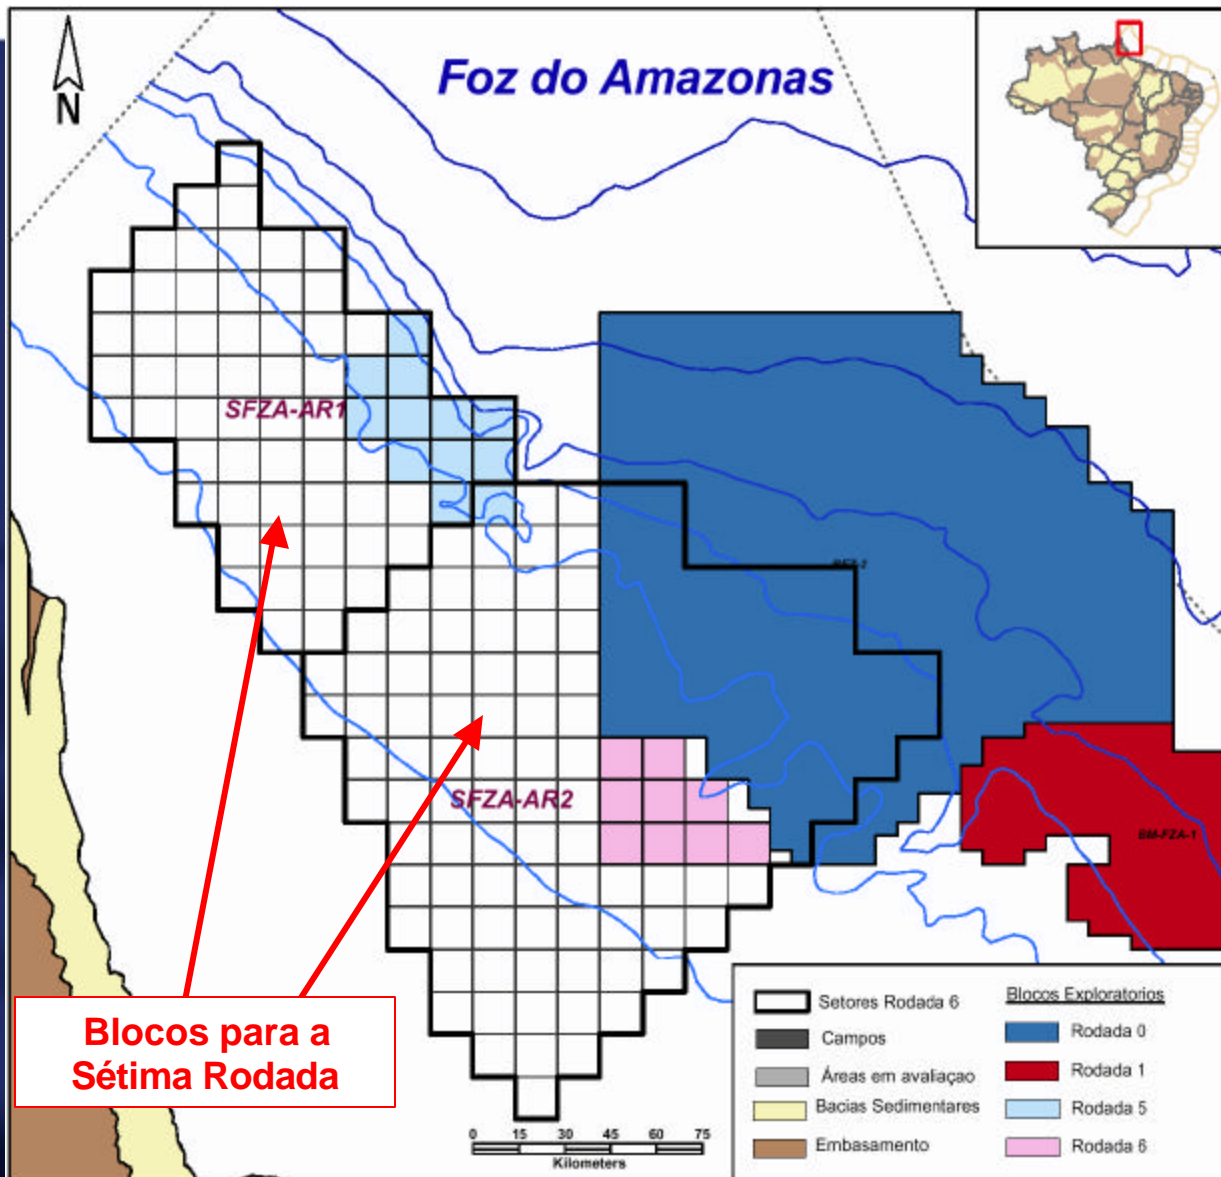 Foz do Amazonas
N
SFZA-AR1
SFZA-AR2
BM-FZA-1
Blocos para a
Sétima Rodada
Setores Rodada 6
Campos
Áreas em avaliaçao
Bacias Sedimentares
Embasamento
Blocos Exploratorios
Rodada 0
Rodada 1
Rodada 5
Rodada 6
0 15 30 45 60 75
Kilometers